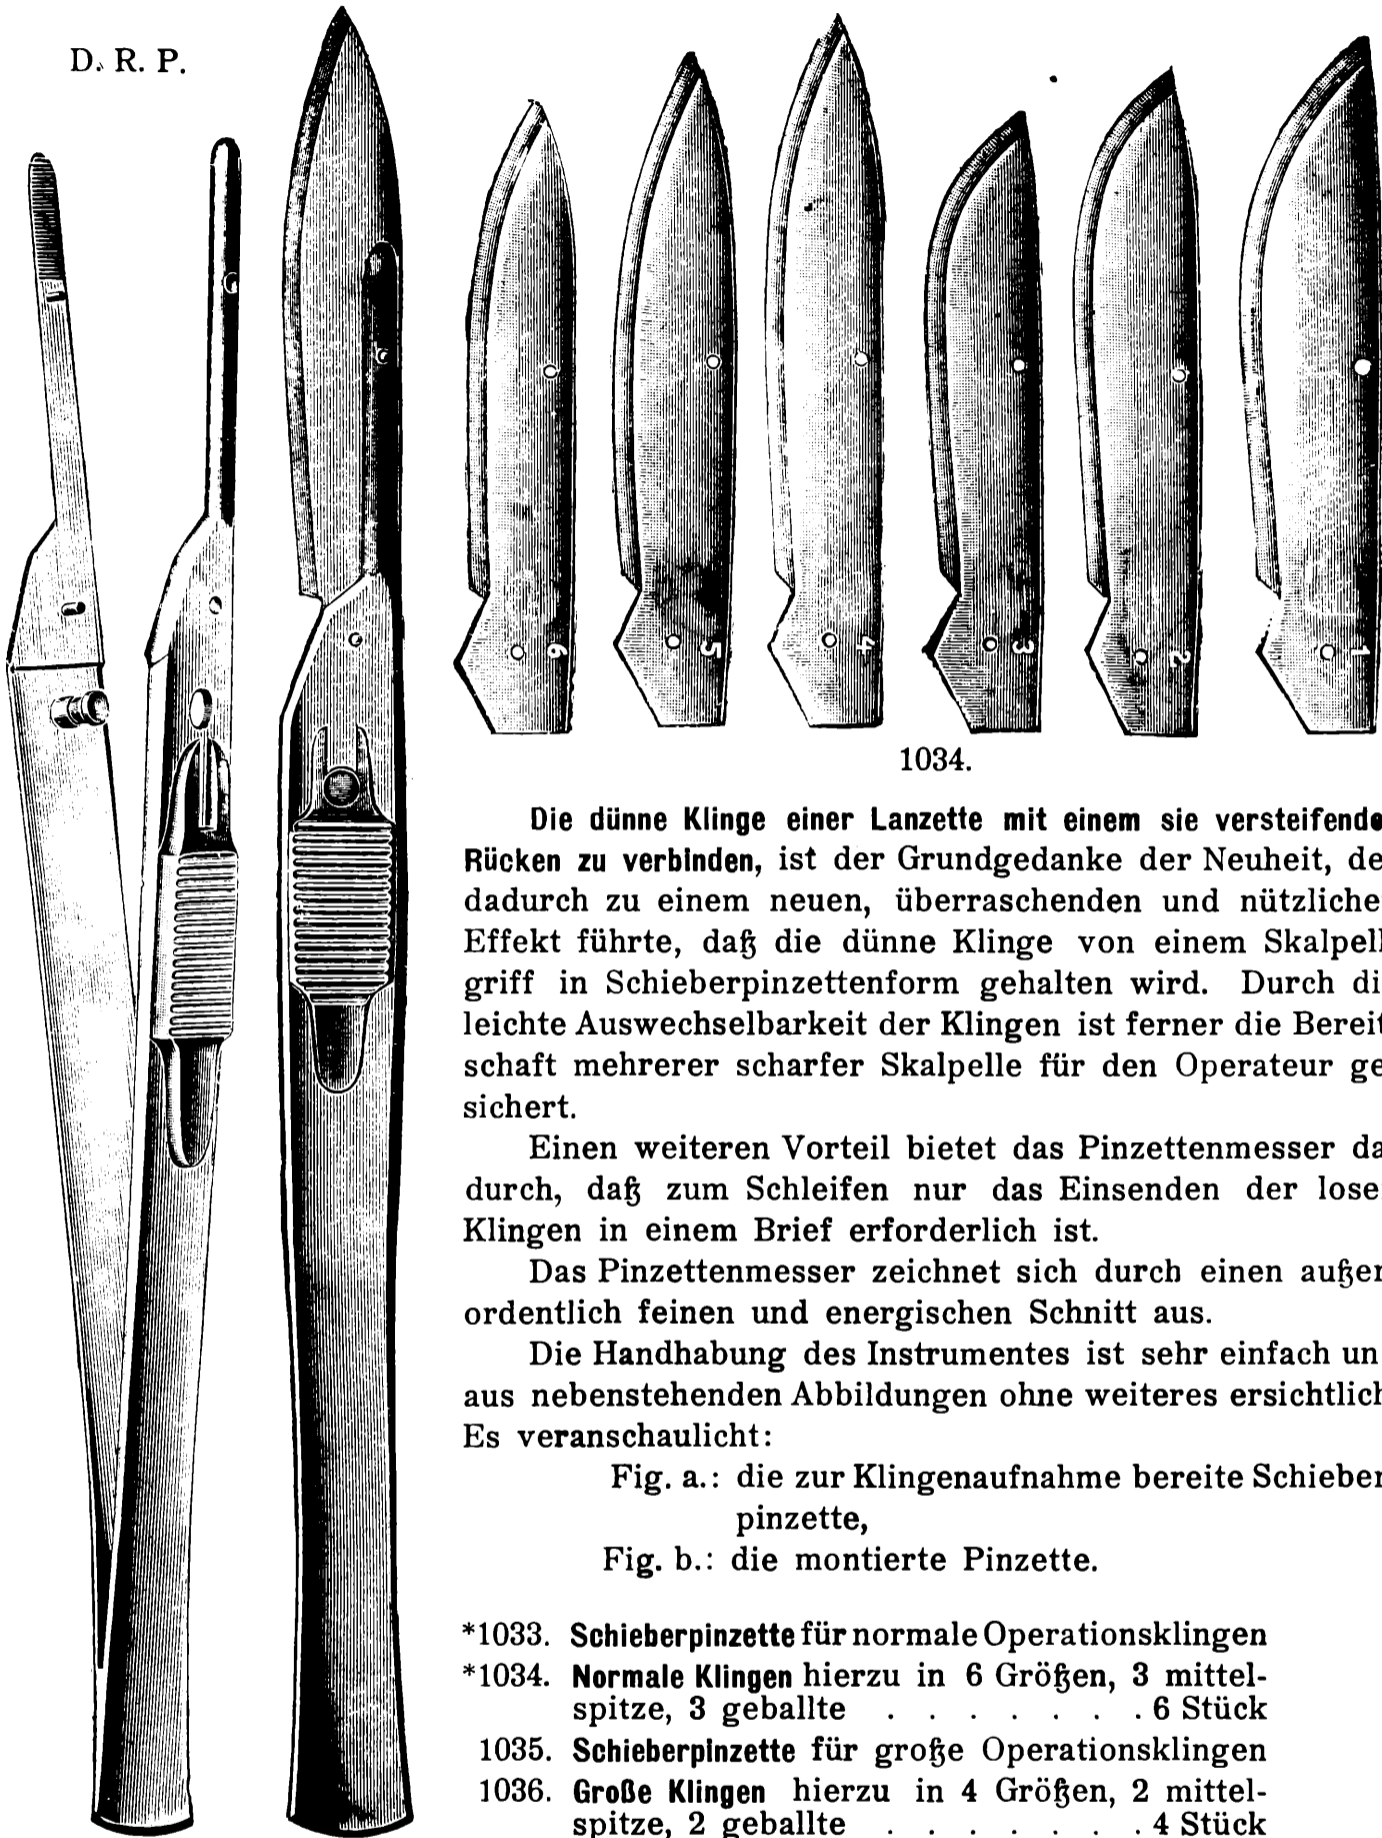 D. R. P.
6 5 4 3 2 1
1034.
Die dünne Klinge einer Lanzette mit einem sie versteifende
Rücken zu verbinden, ist der Grundgedanke der Neuheit, de
dadurch zu einem neuen, überraschenden und nützliche
Effekt führte, daß die dünne Klinge von einem Skalpell
griff in Schieberpinzettenform gehalten wird. Durch di
leichte Auswechselbarkeit der Klingen ist ferner die Bereit
schaft mehrerer scharfer Skalpelle für den Operateur ge
sichert.
Einen weiteren Vorteil bietet das Pinzettenmesser da
durch, daß zum Schleifen nur das Einsenden der lose
Klingen in einem Brief erforderlich ist.
Das Pinzettenmesser zeichnet sich durch einen außer
ordentlich feinen und energischen Schnitt aus.
Die Handhabung des Instrumentes ist sehr einfach un
aus nebenstehenden Abbildungen ohne weiteres ersichtlich
Es veranschaulicht:
Fig. a.: die zur Klingenaufnahme bereite Schieber
pinzette,
Fig. b.: die montierte Pinzette.
*1033. Schieberpinzette für normale Operationsklingen
*1034. Normale Klingen hierzu in 6 Größen, 3 mittel-
spitze, 3 geballte . . . . . . . 6 Stück
1035. Schieberpinzette für große Operationsklingen
1036. Große Klingen hierzu in 4 Größen, 2 mittel-
spitze, 2 geballte . . . . . . . 4 Stück